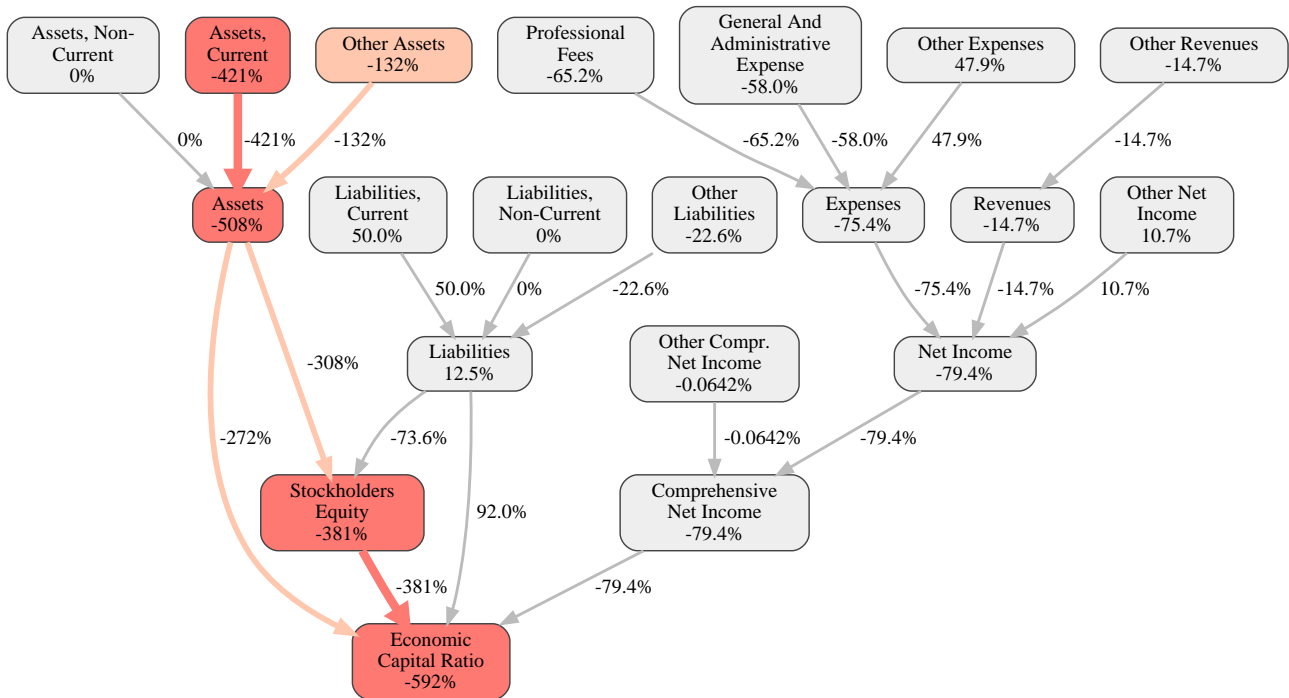 Assets, Non-
Current
0%
Assets,
Current
-421%
Other Assets
-132%
Professional
Fees
-65.2%
General And
Administrative
Expense
-58.0%
Other Expenses
47.9%
Other Revenues
-14.7%
0%
-421%
-132%
-65.2%
-58.0%
47.9%
-14.7%
Assets
-508%
Liabilities,
Current
50.0%
Liabilities,
Non-Current
0%
Other
Liabilities
-22.6%
Expenses
-75.4%
Revenues
-14.7%
Other Net
Income
10.7%
50.0%
0%
-22.6%
-75.4%
-14.7%
10.7%
-308%
Liabilities
12.5%
Other Compr.
Net Income
-0.0642%
Net Income
-79.4%
-272%
-73.6%
-0.0642%
-79.4%
Stockholders
Equity
-381%
92.0%
Comprehensive
Net Income
-79.4%
-381%
-79.4%
Economic
Capital Ratio
-592%